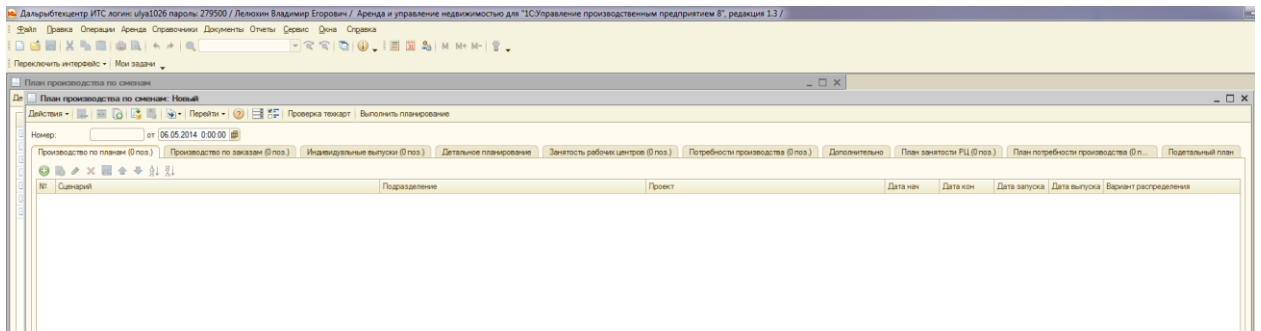 Дальрыбтехцентр ИТС логин: ulya1026 пароль: 279500 / Лелюхин Владимир Егорович / Аренда и управление недвижимостью для "1С:Управление производственным предприятием 8", редакция 1.3 /
Файл Правка Операции Аренда Справочники Документы Отчеты Сервис Окна Справка
M M+ M-
Переключить интерфейс Мои задачи
План производства по сменам
Де План производства по сменам: Новый
Действия Перейти Проверка техкарт Выполнить планирование
Номер: от 06.05.2014 0:00:00
Производство по планам (0 поз.) Производство по заказам (0 поз.) Индивидуальные выпуски (0 поз.) Детальное планирование Занятость рабочих центров (0 поз.) Потребности производства (0 поз.) Дополнительно План занятости РЦ (0 поз.) План потребности производства (0 п... Подетальный план
№ Сценарий Подразделение Проект Дата нач Дата кон Дата запуска Дата выпуска Вариант распределения